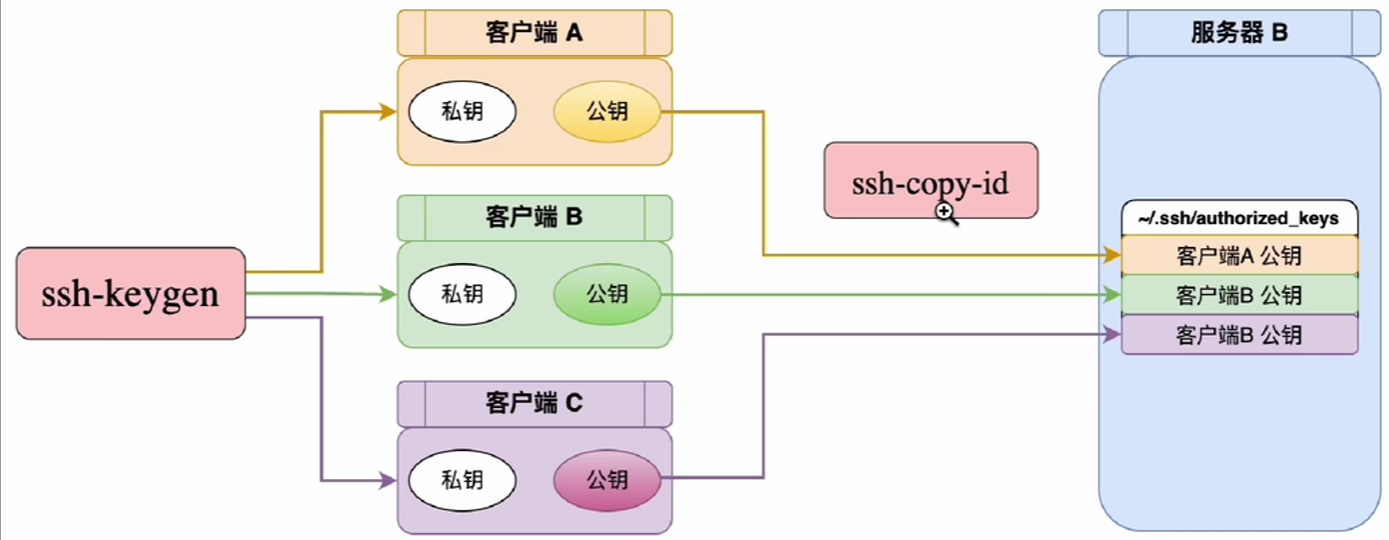 ssh-keygen
客户端 A
私钥
公钥
客户端 B
私钥
公钥
客户端 C
私钥
公钥
ssh-copy-id
服务器 B
~/.ssh/authorized_keys
客户端A 公钥
客户端B 公钥
客户端B 公钥